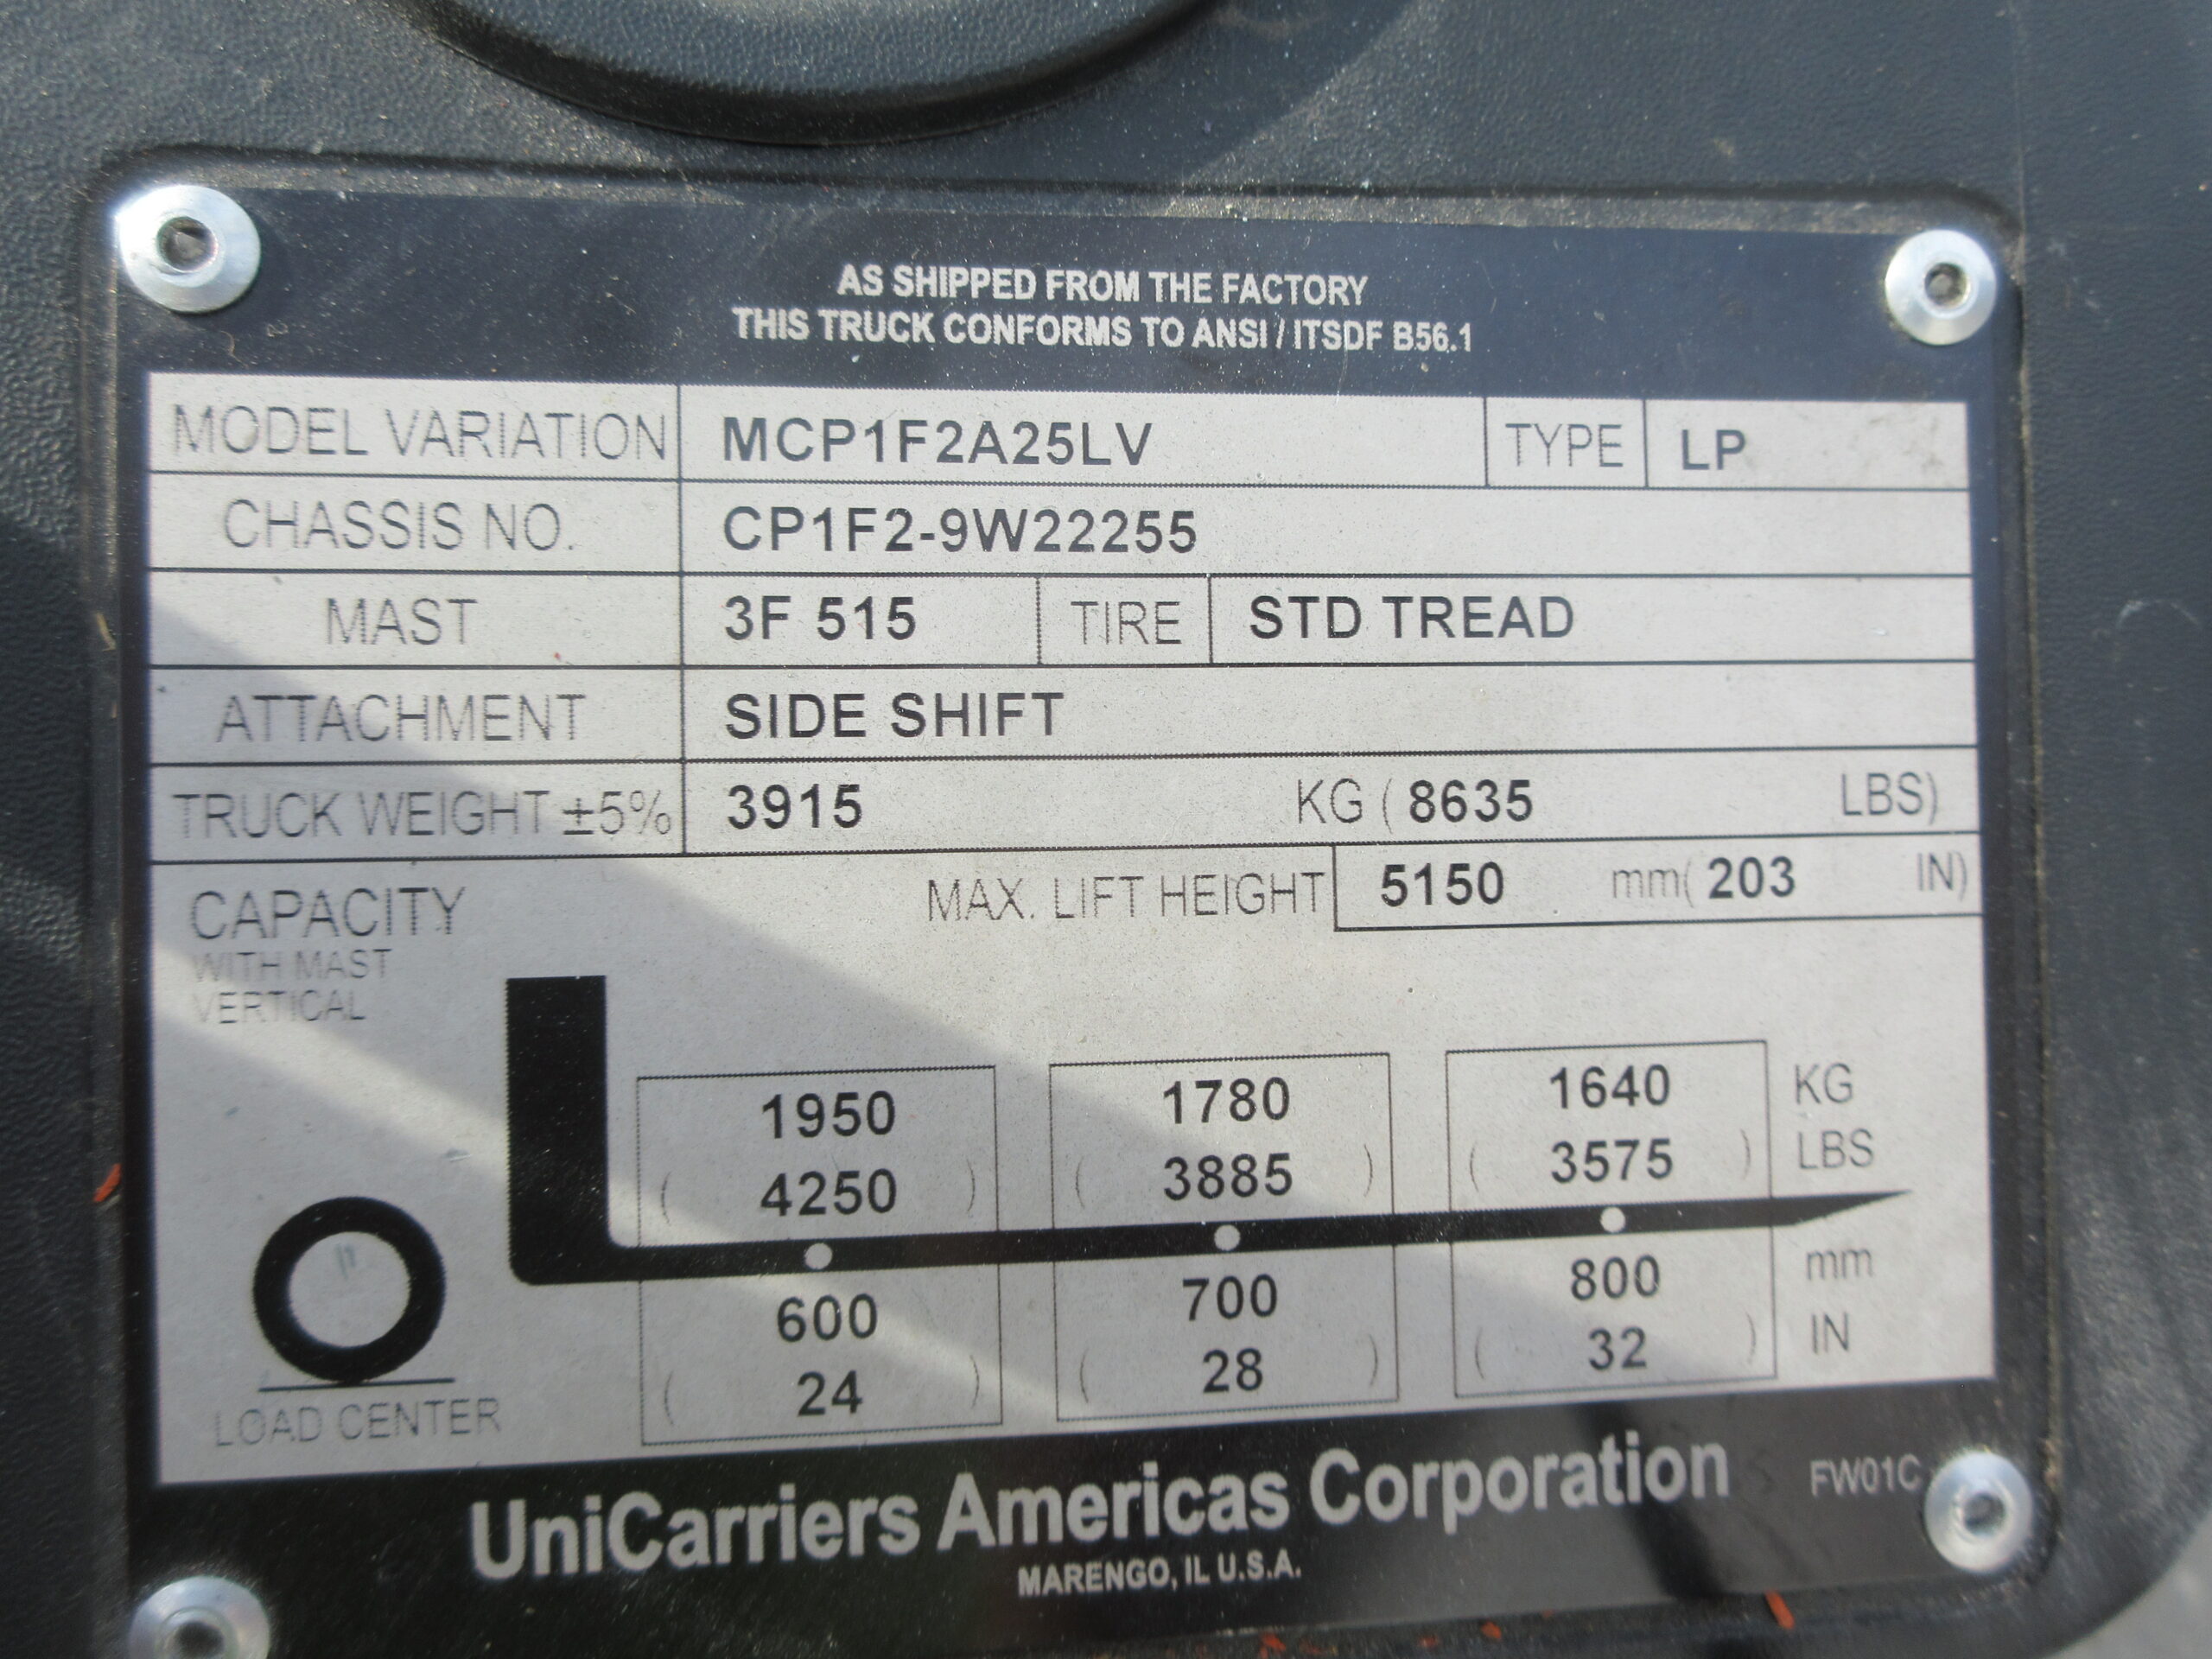 AS SHIPPED FROM THE FACTORY
THIS TRUCK CONFORMS TO ANSI / ITSDF B56.1
MODEL VARIATION MCP1F2A25LV TYPE LP
CHASSIS NO. CP1F2-9W22255
MAST 3F 515 TIRE STD TREAD
ATTACHMENT SIDE SHIFT
TRUCK WEIGHT ±5% 3915 KG ( 8635 LBS)
MAX. LIFT HEIGHT 5150 mm( 203 IN)
CAPACITY
WITH MAST
VERTICAL
1950 1780 1640 KG
( 4250 ) ( 3885 ) ( 3575 ) LBS
600 700 800 mm
( 24 ) ( 28 ) ( 32 ) IN
LOAD CENTER
UniCarriers Americas Corporation FW01C
MARENGO, IL U.S.A.